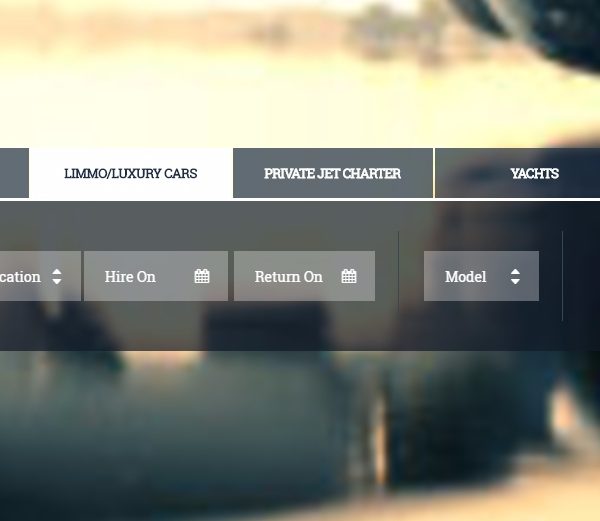 LIMMO/LUXURY CARS PRIVATE JET CHARTER YACHTS
cation Hire On Return On Model